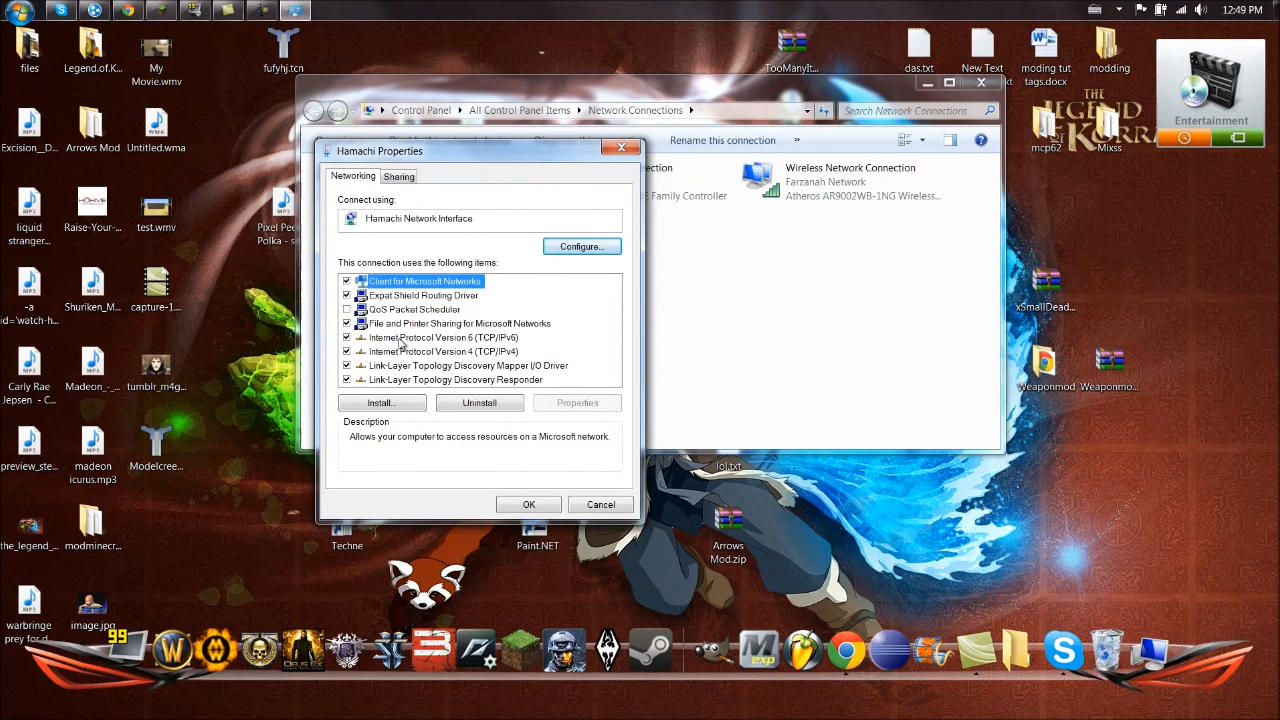 12:49 PM
files
Legend.of.K...
My
Movie.wmv
fufyhj.tcn
TooManyIt...
das.txt
New Text
moding tut
tags.docx
modding
THE
LEGEND
OF
KORRA
Entertainment
Control Panel
All Control Panel Items
Network Connections
Search Network Connections
Rename this connection
»
Excision_D...
Arrows Mod
Untitled.wma
mcp62
Mixss
Hamachi Properties
Networking
Sharing
Wireless Network Connection
Farzanah Network
E Family Controller
Atheros AR9002WB-1NG Wireless...
Connect using:
Hamachi Network Interface
Configure...
This connection uses the following items:
Client for Microsoft Networks
Expat Shield Routing Driver
QoS Packet Scheduler
File and Printer Sharing for Microsoft Networks
Internet Protocol Version 6 (TCP/IPv6)
Internet Protocol Version 4 (TCP/IPv4)
Link-Layer Topology Discovery Mapper I/O Driver
Link-Layer Topology Discovery Responder
Install...
Uninstall
Properties
Description
Allows your computer to access resources on a Microsoft network.
OK
Cancel
liquid
stranger...
Raise-Your-...
test.wmv
Pixel Pee
Polka - s
-a
id='watch-h
Shuriken_M...
capture-1...
xSmallDead...
Carly Rae
Jepsen - C...
Madeon_-_...
tumblr_m4g...
Weaponmod
Weaponmo...
preview_ste...
madeon
icurus.mp3
Modelcree...
lol.txt
the_legend_...
modminecr...
Techne
Paint.NET
Arrows
Mod.zip
warbringe
prey for d
image.jpg
99